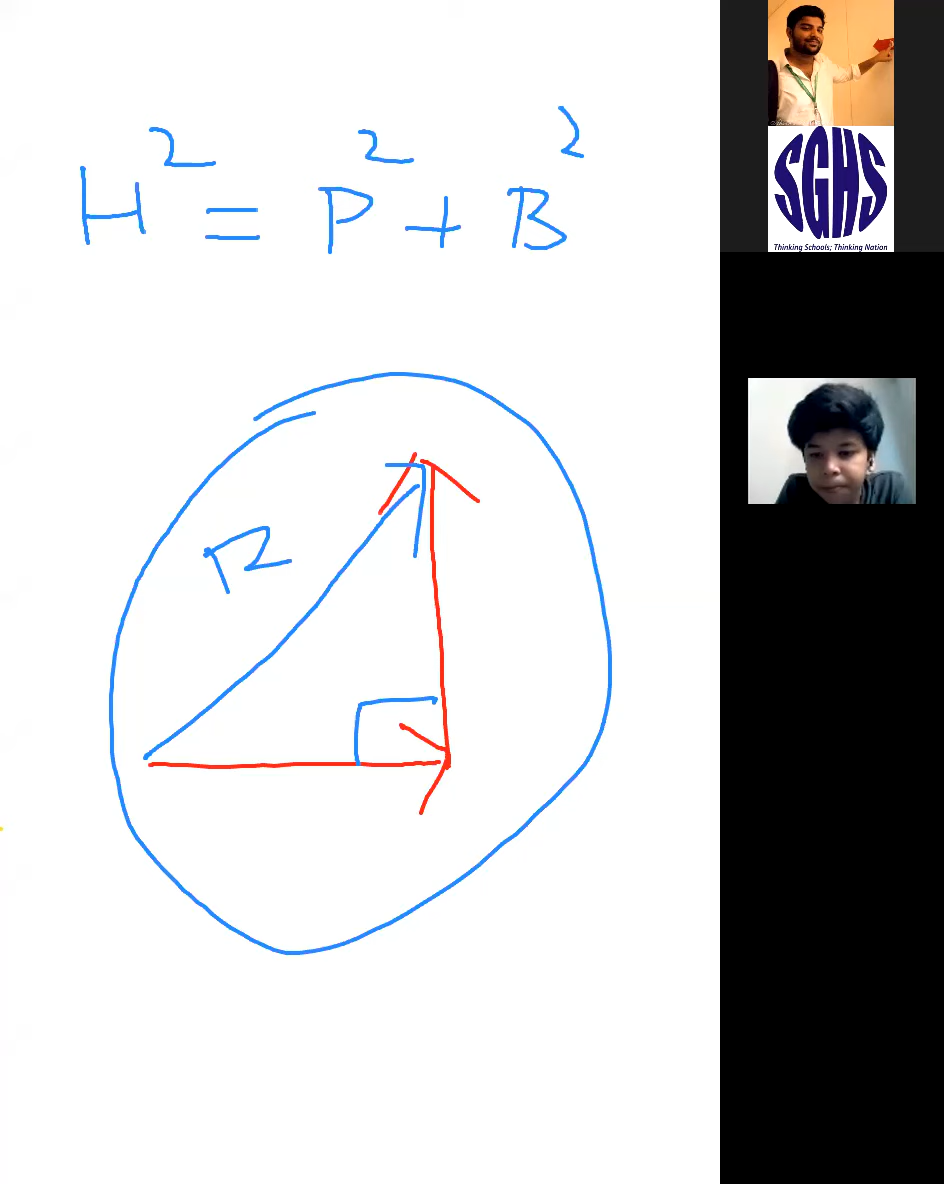 H² = P² + B²
SGHS
Thinking Schools; Thinking Nation
R